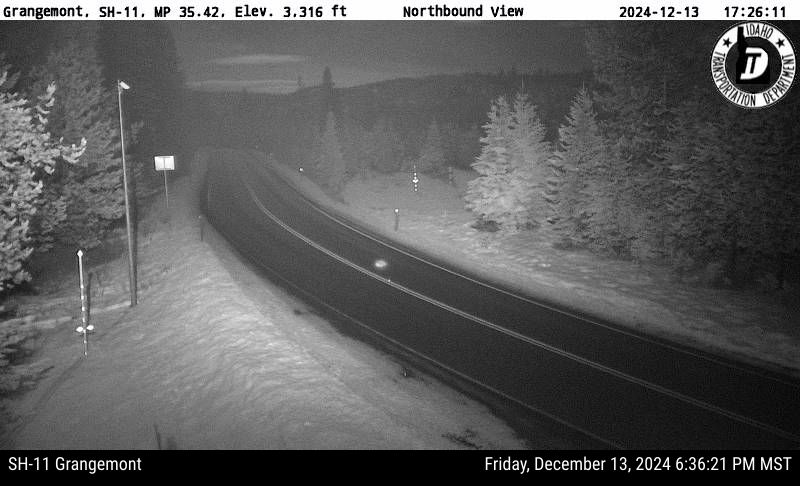 Grangemont, SH-11, MP 35.42, Elev. 3,316 ft Northbound View 2024-12-13 17:26:11
IDAHO
TRANSPORTATION DEPARTMENT
SH-11 Grangemont Friday, December 13, 2024 6:36:21 PM MST